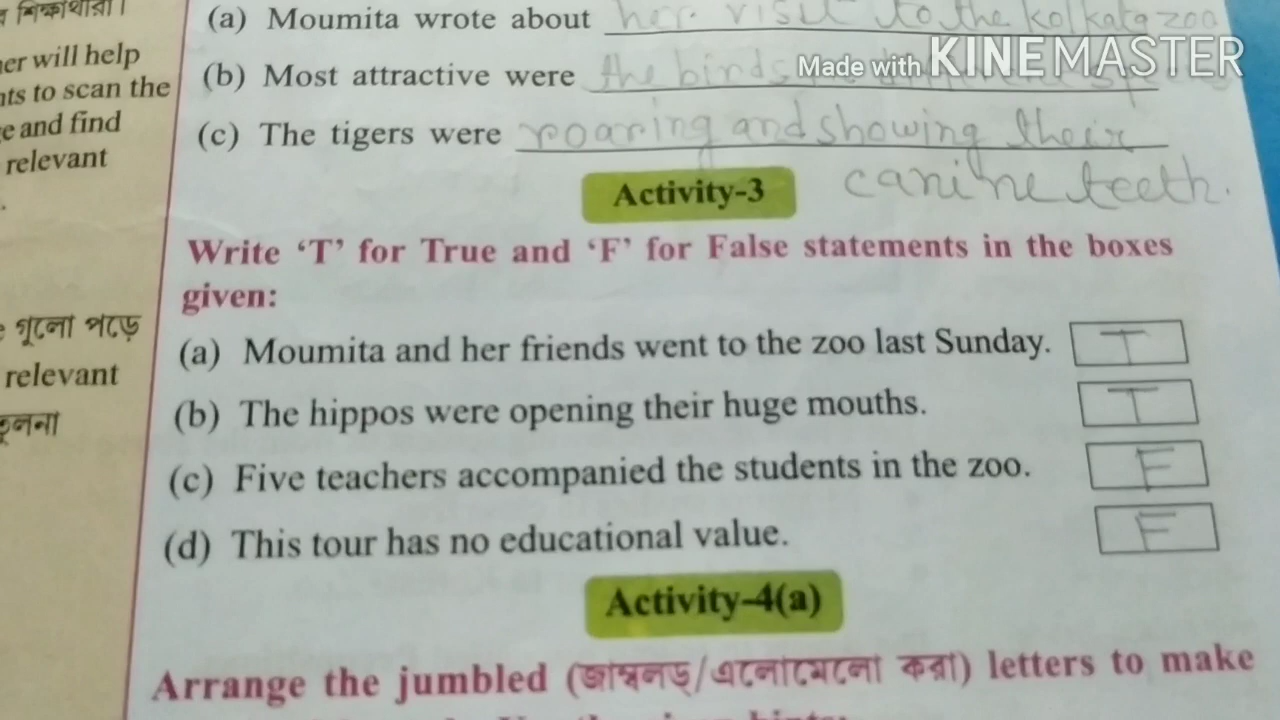 শিক্ষাথীরা।
(a) Moumita wrote about her visit to the kolkata zoo
er will help
(b) Most attractive were the birds
Made with KINEMASTER
nts to scan the
(c) The tigers were roaring and showing their
canine teeth.
e and find
relevant
Activity-3
Write ‘T’ for True and ‘F’ for False statements in the boxes
given:
(a) Moumita and her friends went to the zoo last Sunday. T
গুলো পড়ে
(b) The hippos were opening their huge mouths. T
relevant
(c) Five teachers accompanied the students in the zoo. F
তুলনা
(d) This tour has no educational value. F
Activity-4(a)
Arrange the jumbled (জাম্বলড্/এলোমেলো করা) letters to make